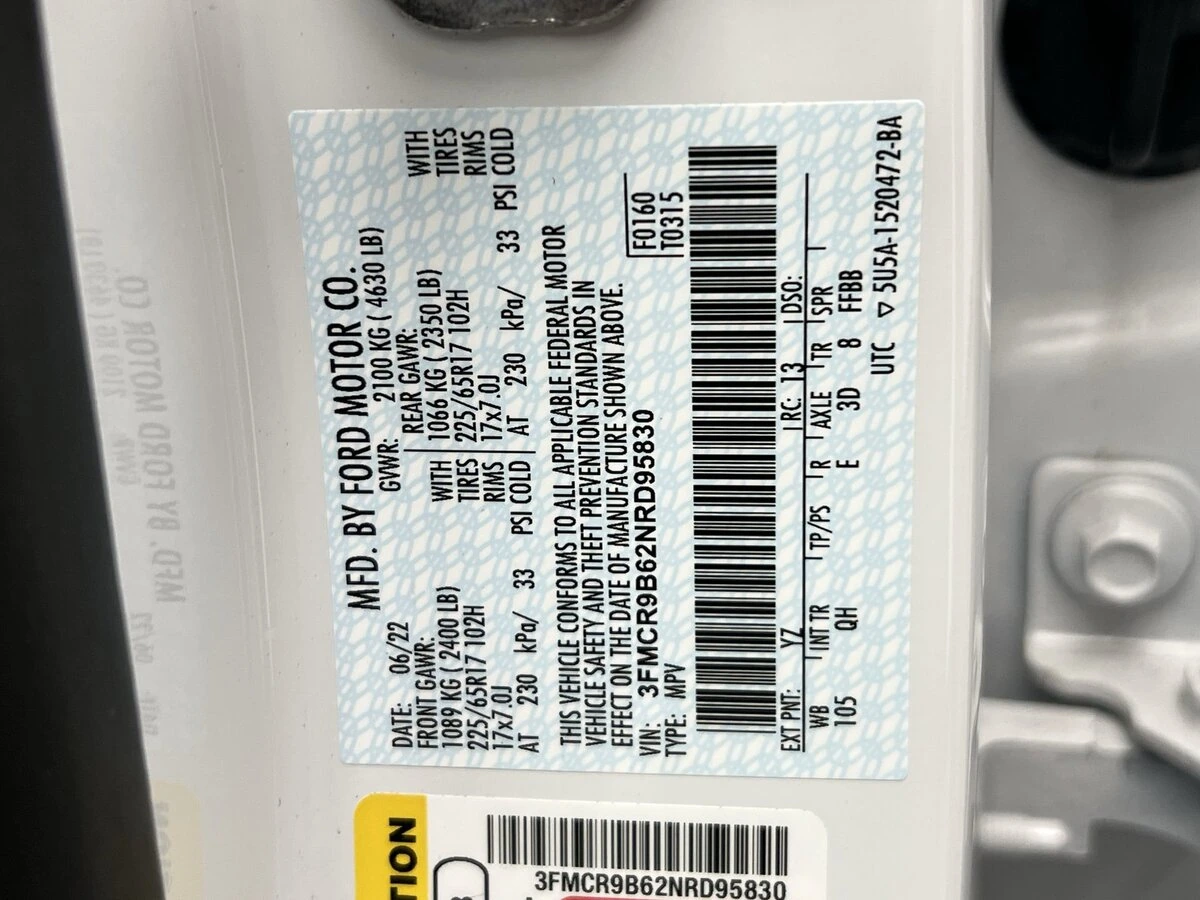 MFD. BY FORD MOTOR CO.
DATE: 06/22 GVWR: 2100 KG ( 4630 LB)
FRONT GAWR: REAR GAWR:
1089 KG ( 2400 LB) WITH 1066 KG ( 2350 LB) WITH
225/65R17 102H TIRES 225/65R17 102H TIRES
17x7.0J RIMS 17x7.0J RIMS
AT 230 kPa/ 33 PSI COLD AT 230 kPa/ 33 PSI COLD
THIS VEHICLE CONFORMS TO ALL APPLICABLE FEDERAL MOTOR
VEHICLE SAFETY AND THEFT PREVENTION STANDARDS IN
EFFECT ON THE DATE OF MANUFACTURE SHOWN ABOVE.
VIN: 3FMCR9B62NRD95830
TYPE: MPV
F0160
T0315
EXT PNT: YZ RC: 13 DSO:
WB INT TR TP/PS R AXLE TR SPR
105 QH E 3D 8 FFBB
UTC ▽ 5U5A-1520472-BA
TION
3FMCR9B62NRD95830